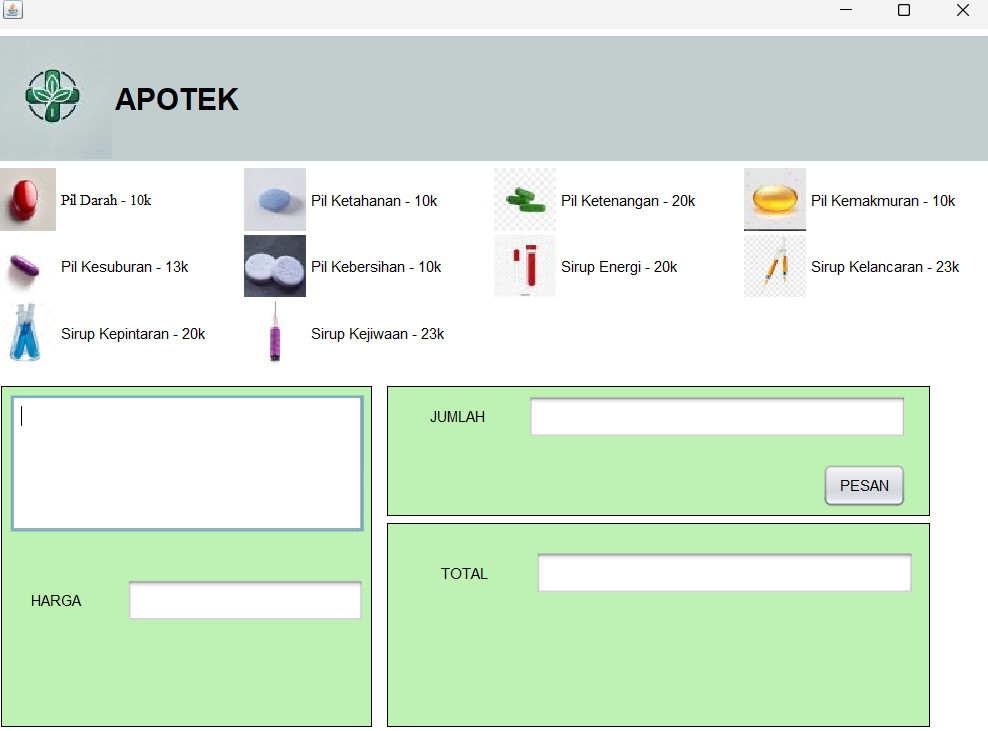 APOTEK
Pil Darah - 10k
Pil Ketahanan - 10k
Pil Ketenangan - 20k
Pil Kemakmuran - 10k
Pil Kesuburan - 13k
Pil Kebersihan - 10k
Sirup Energi - 20k
Sirup Kelancaran - 23k
Sirup Kepintaran - 20k
Sirup Kejiwaan - 23k
JUMLAH
PESAN
HARGA
TOTAL